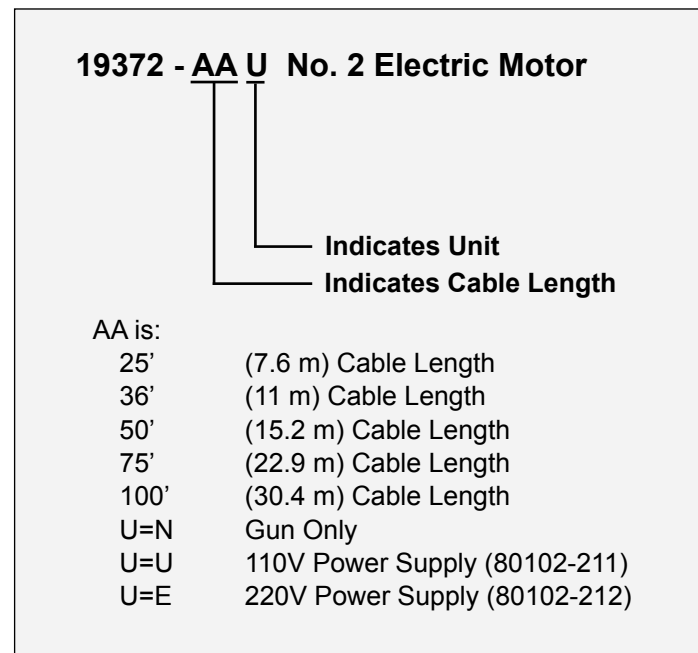 19372 - AA U No. 2 Electric Motor
Indicates Unit
Indicates Cable Length
AA is:
25’ (7.6 m) Cable Length
36’ (11 m) Cable Length
50’ (15.2 m) Cable Length
75’ (22.9 m) Cable Length
100’ (30.4 m) Cable Length
U=N Gun Only
U=U 110V Power Supply (80102-211)
U=E 220V Power Supply (80102-212)